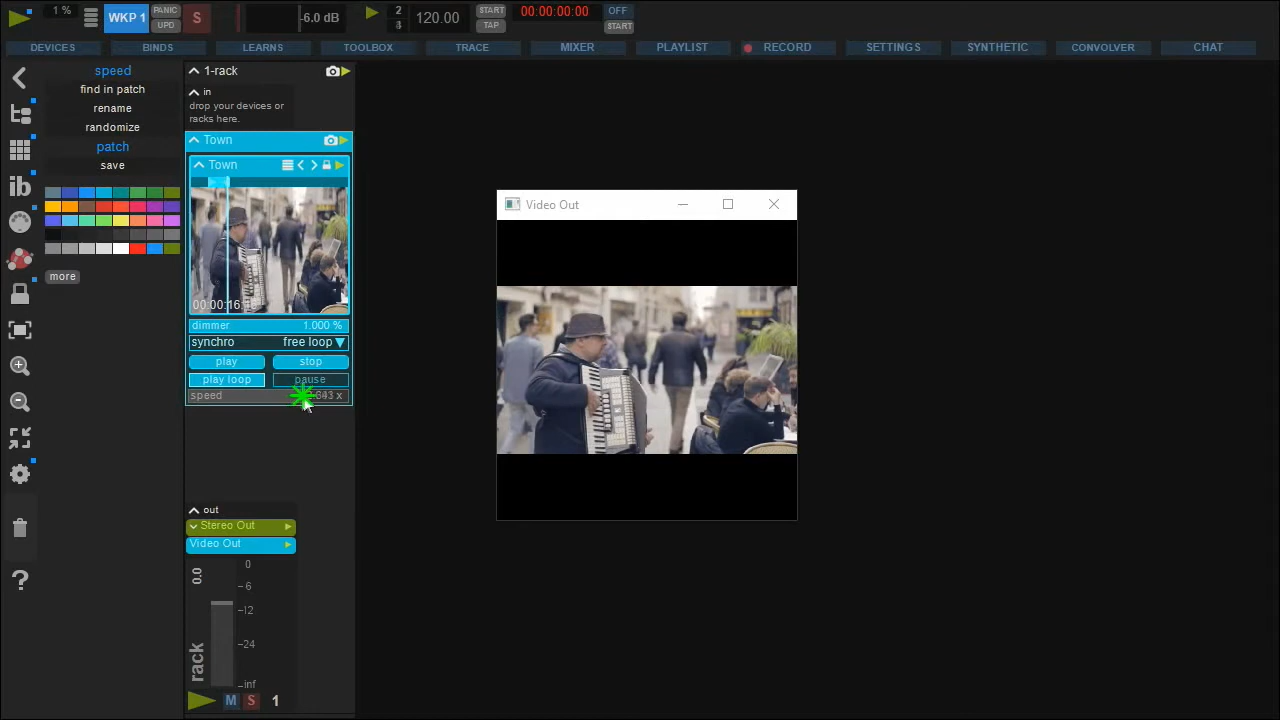 1 %
WKP 1
PANIC
UPD
S
-6.0 dB
2
4
120.00
START
TAP
00:00:00:00
OFF
START
DEVICES
BINDS
LEARNS
TOOLBOX
TRACE
MIXER
PLAYLIST
RECORD
SETTINGS
SYNTHETIC
CONVOLVER
CHAT
speed
find in patch
rename
randomize
patch
save
more
ib
?
1-rack
in
drop your devices or
racks here.
Town
Town
dimmer 1.000 %
synchro free loop
play stop
play loop pause
speed x
Video Out
out
Stereo Out
Video Out
0.0
rack
0
-6
-12
-24
-inf
M S 1